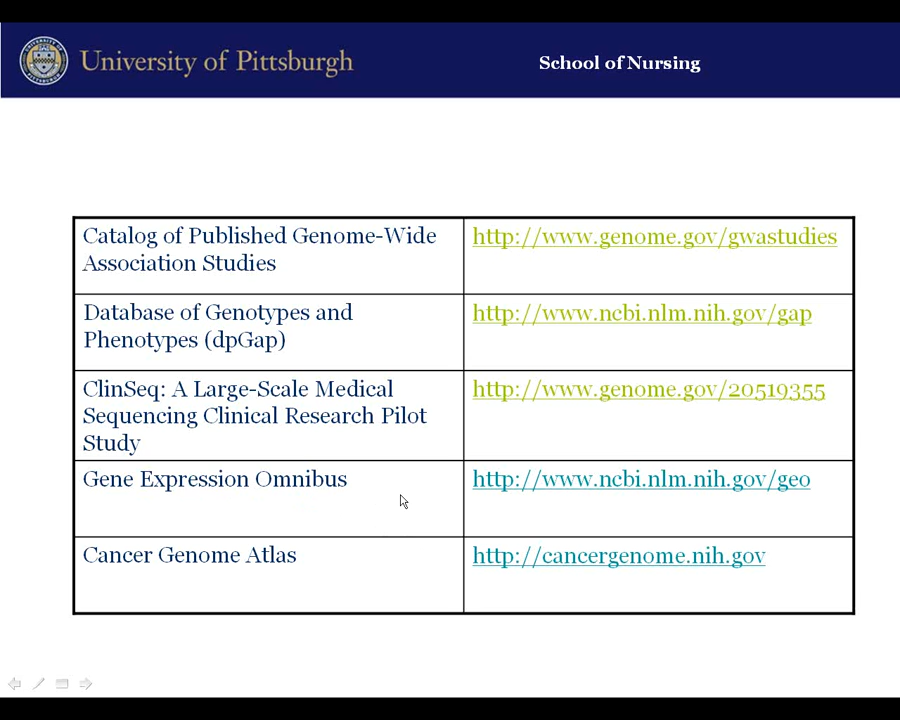 University of Pittsburgh
School of Nursing
Catalog of Published Genome-Wide
Association Studies
http://www.genome.gov/gwastudies
Database of Genotypes and
Phenotypes (dpGap)
http://www.ncbi.nlm.nih.gov/gap
ClinSeq: A Large-Scale Medical
Sequencing Clinical Research Pilot
Study
http://www.genome.gov/20519355
Gene Expression Omnibus
http://www.ncbi.nlm.nih.gov/geo
Cancer Genome Atlas
http://cancergenome.nih.gov